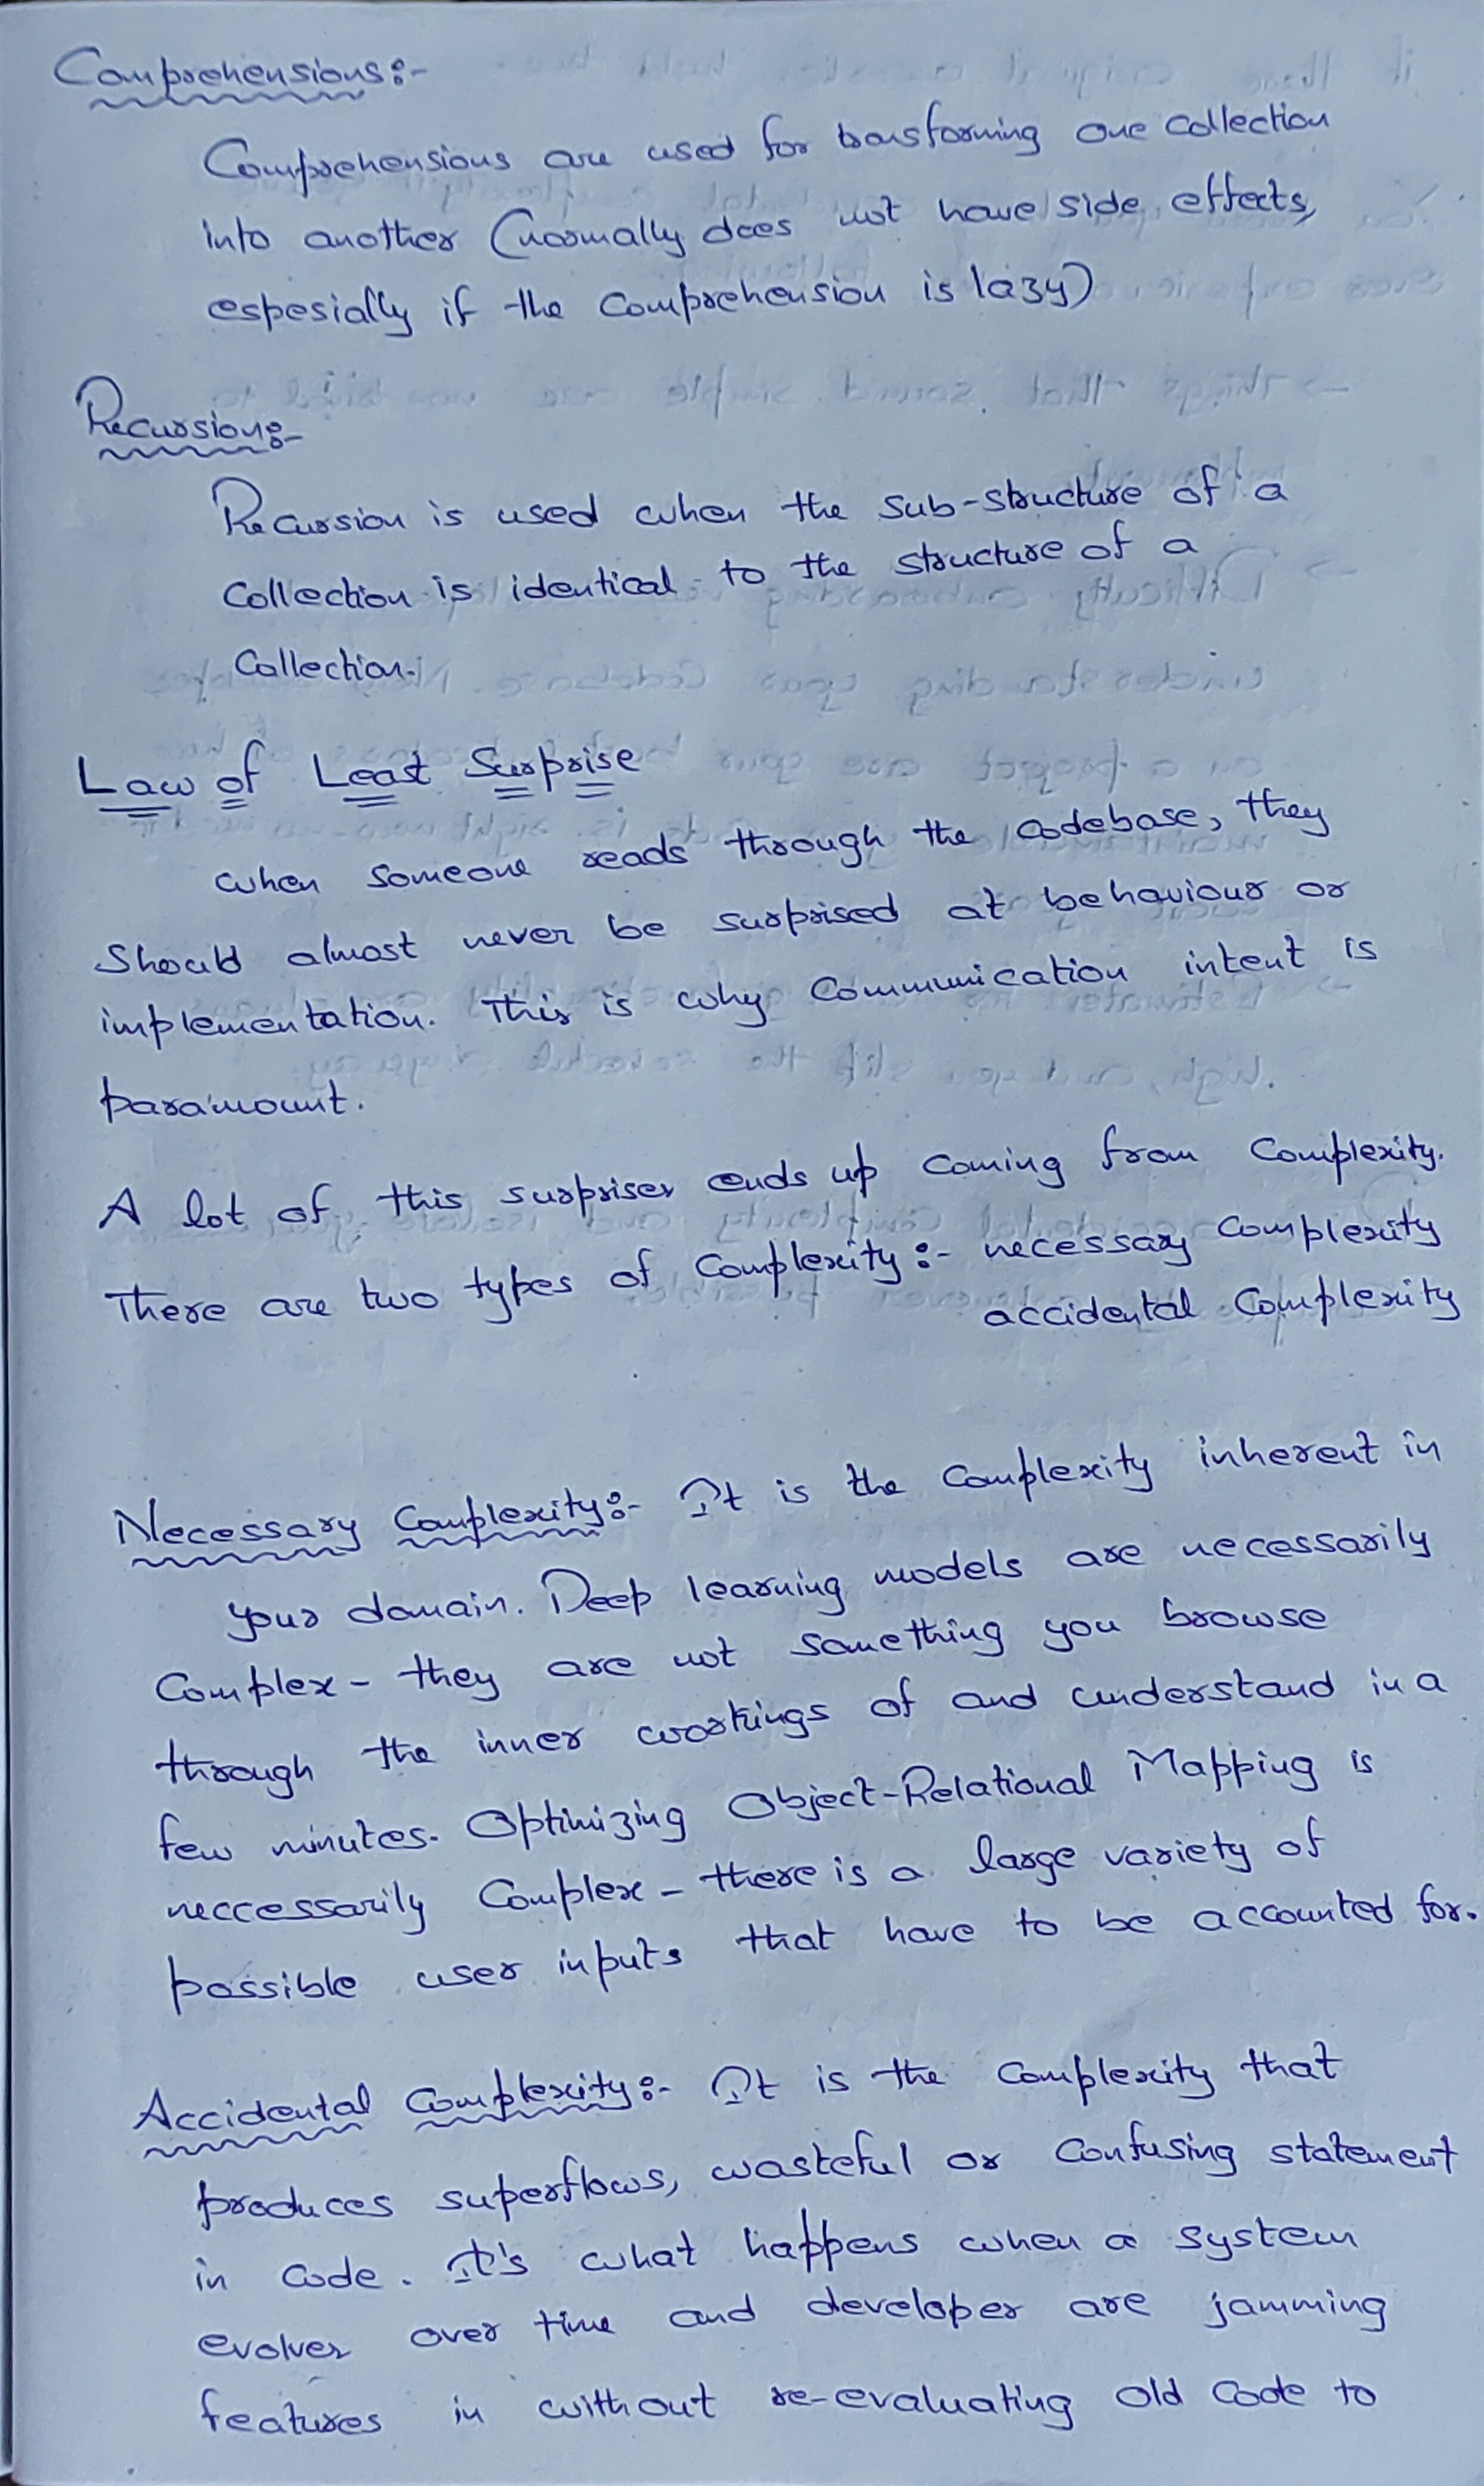 Comprehensions:-
Comprehensions are used for transforming one collection
into another (normally does not have side effects,
espesially if the comprehension is lazy)
Recursion:-
Recursion is used when the sub-structure of a
collection is identical to the structure of a
collection.
Law of Least Surprise
when someone reads through the codebase, they
should almost never be surprised at behaviour or
implementation. This is why communication intent is
paramount.
A lot of this surprises ends up coming from complexity.
There are two types of complexity:- necessary complexity
accidental complexity
Necessary Complexity:- It is the complexity inherent in
your domain. Deep learning models are necessarily
complex - they are not something you browse
through the inner workings of and understand in a
few minutes. Optimizing Object-Relational Mapping is
neccessarily complex - there is a large variety of
possible user inputs that have to be accounted for.
Accidental Complexity:- It is the complexity that
produces superflows, wasteful or confusing statement
in code. It's what happens when a system
evolves over time and developer are jamming
features in without re-evaluating old code to